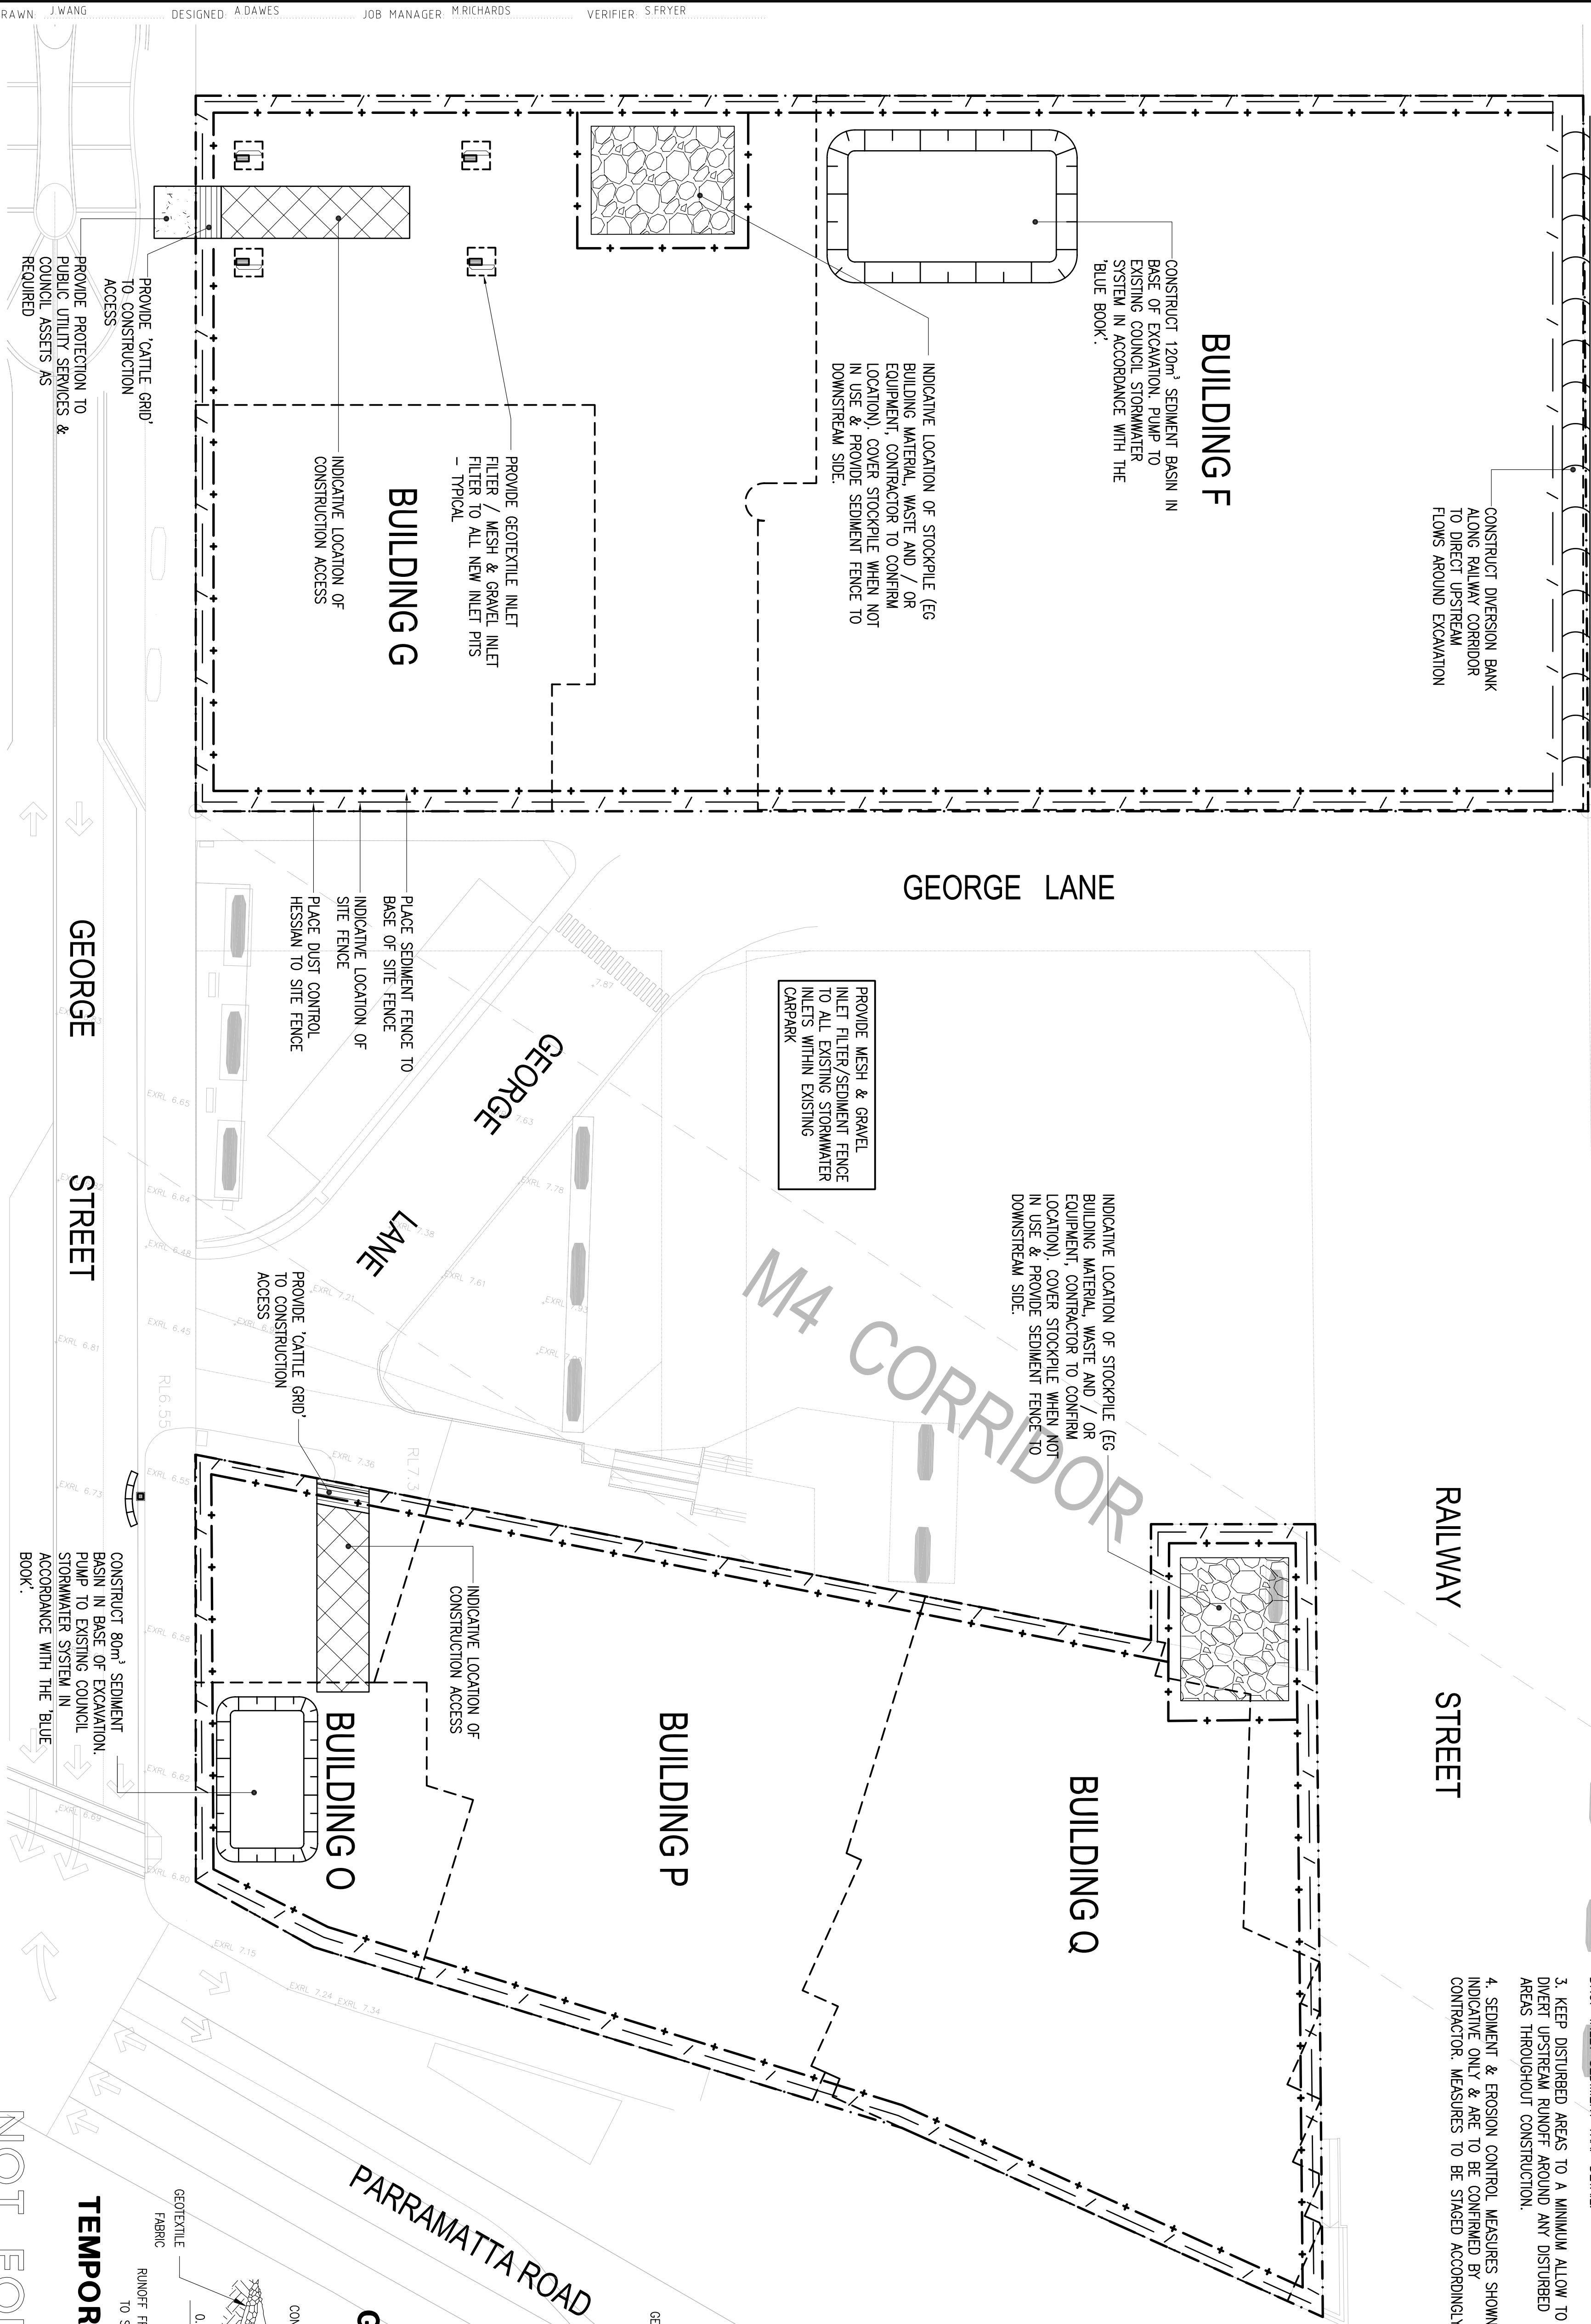 DRAWN J.WANG DESIGNED A.DAWES JOB MANAGER M.RICHARDS VERIFIER S.FRYER
CONSTRUCT DIVERSION BANK
ALONG RAILWAY CORRIDOR
TO DIRECT UPSTREAM
FLOWS AROUND EXCAVATION
BUILDING F
CONSTRUCT 120m³ SEDIMENT BASIN IN
BASE OF EXCAVATION. PUMP TO
EXISTING COUNCIL STORMWATER
SYSTEM IN ACCORDANCE WITH THE
'BLUE BOOK'.
INDICATIVE LOCATION OF STOCKPILE (EG
BUILDING MATERIAL, WASTE AND / OR
EQUIPMENT, CONTRACTOR TO CONFIRM
LOCATION). COVER STOCKPILE WHEN NOT
IN USE & PROVIDE SEDIMENT FENCE TO
DOWNSTREAM SIDE.
PROVIDE GEOTEXTILE INLET
FILTER / MESH & GRAVEL INLET
FILTER TO ALL NEW INLET PITS
– TYPICAL
BUILDING G
INDICATIVE LOCATION OF
CONSTRUCTION ACCESS
PROVIDE 'CATTLE GRID'
TO CONSTRUCTION
ACCESS
PROVIDE PROTECTION TO
PUBLIC UTILITY SERVICES &
COUNCIL ASSETS AS
REQUIRED
GEORGE LANE
PLACE SEDIMENT FENCE TO
BASE OF SITE FENCE
INDICATIVE LOCATION OF
SITE FENCE
PLACE DUST CONTROL
HESSIAN TO SITE FENCE
GEORGE STREET
GEORGE LANE
PROVIDE MESH & GRAVEL
INLET FILTER/SEDIMENT FENCE
TO ALL EXISTING STORMWATER
INLETS WITHIN EXISTING
CARPARK
INDICATIVE LOCATION OF STOCKPILE (EG
BUILDING MATERIAL, WASTE AND / OR
EQUIPMENT, CONTRACTOR TO CONFIRM
LOCATION). COVER STOCKPILE WHEN NOT
IN USE & PROVIDE SEDIMENT FENCE TO
DOWNSTREAM SIDE.
M4 CORRIDOR
RAILWAY STREET
7.87
7.63
EXRL 7.78
EXRL 7.61
EXRL 7.21
EXRL 6.65
EXRL 6.64
EXRL 6.48
EXRL 6.45
EXRL 6.81
RL6.55
EXRL 7.36
EXRL 6.55
EXRL 6.73
EXRL 6.58
EXRL 6.62
EXRL 6.69
EXRL 6.80
EXRL 7.15
EXRL 7.24
EXRL 7.34
PROVIDE 'CATTLE GRID'
TO CONSTRUCTION
ACCESS
INDICATIVE LOCATION OF
CONSTRUCTION ACCESS
CONSTRUCT 80m³ SEDIMENT
BASIN IN BASE OF EXCAVATION.
PUMP TO EXISTING COUNCIL
STORMWATER SYSTEM IN
ACCORDANCE WITH THE 'BLUE
BOOK'.
BUILDING O
BUILDING P
BUILDING Q
3. KEEP DISTURBED AREAS TO A MINIMUM ALLOW TO
DIVERT UPSTREAM RUNOFF AROUND ANY DISTURBED
AREAS THROUGHOUT CONSTRUCTION.
4. SEDIMENT & EROSION CONTROL MEASURES SHOWN
INDICATIVE ONLY & ARE TO BE CONFIRMED BY
CONTRACTOR. MEASURES TO BE STAGED ACCORDINGLY
PARRAMATTA ROAD
GEOTEXTILE
FABRIC
RUNOFF
TO
TEMPOR
NOT FO